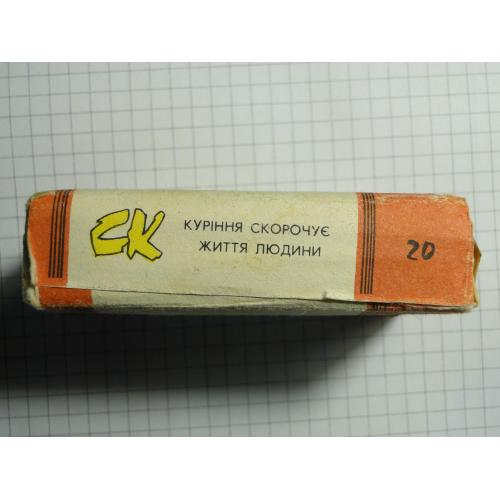 СК
КУРІННЯ СКОРОЧУЄ
ЖИТТЯ ЛЮДИНИ
20